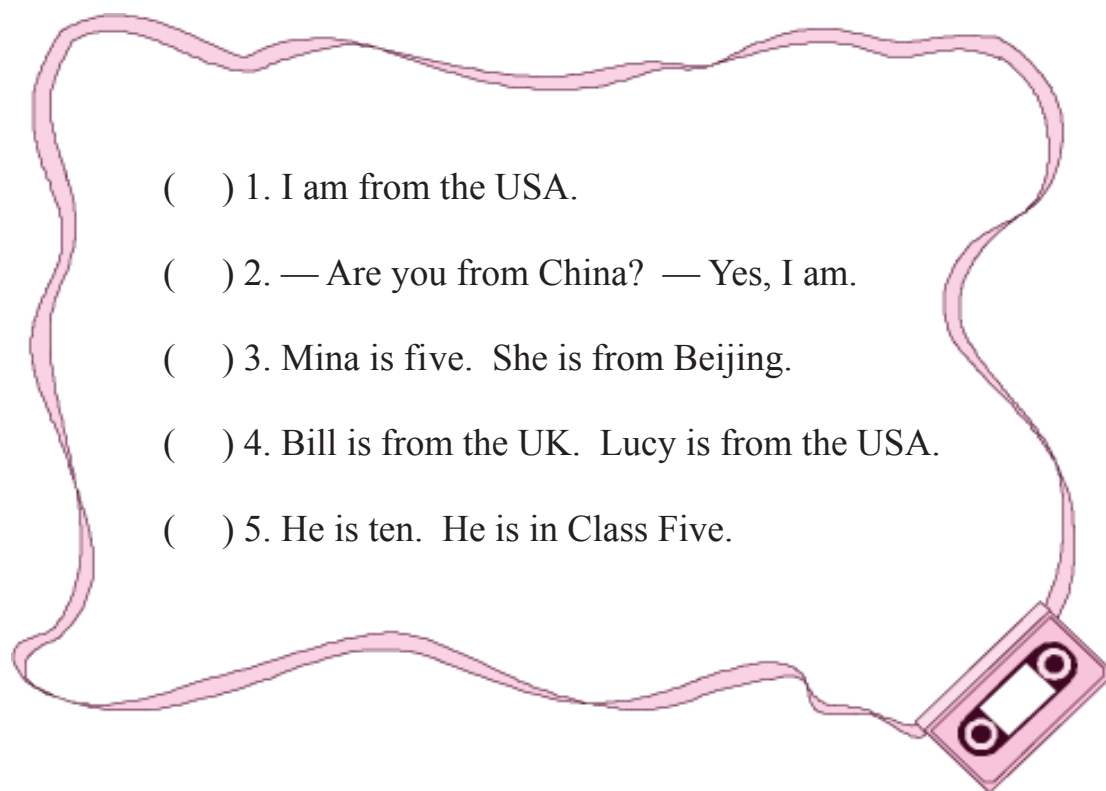 (    ) 1. I am from the USA.
(    ) 2. — Are you from China?  — Yes, I am.
(    ) 3. Mina is five.  She is from Beijing.
(    ) 4. Bill is from the UK.  Lucy is from the USA.
(    ) 5. He is ten.  He is in Class Five.